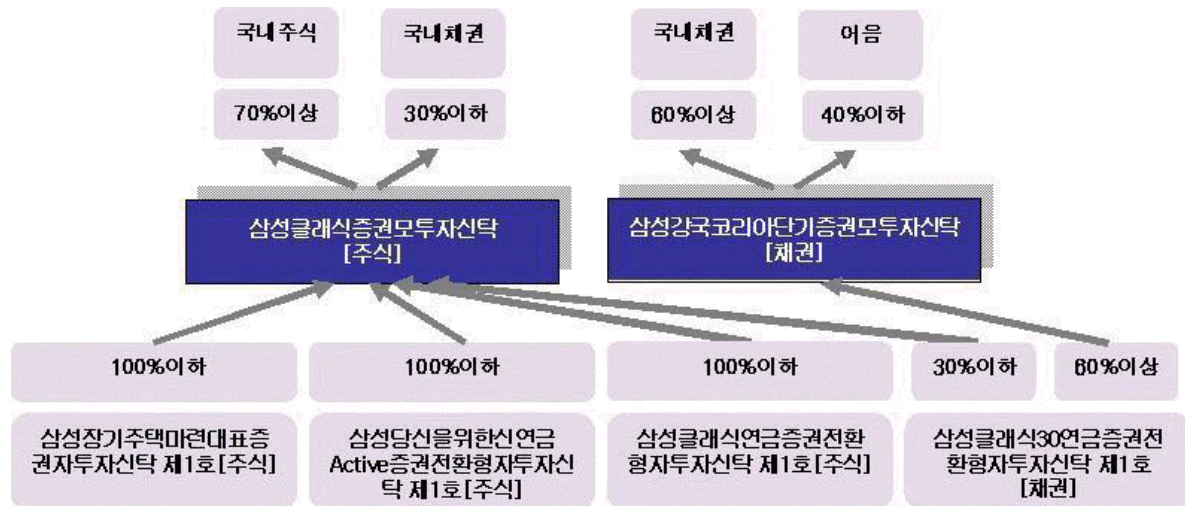 국내주식
국내채권
국내채권
어음
70%이상
30%이하
60%이상
40%이하
삼성클래식증권모투자신탁
[주식]
삼성강국코리아단기증권모투자신탁
[채권]
100%이하
100%이하
100%이하
30%이하
60%이상
삼성장기주택마련대표증
권자투자신탁 제1호[주식]
삼성당신을위한신연금
Active증권전환형자투자신
탁 제1호[주식]
삼성클래식연금증권전환
형자투자신탁 제1호[주식]
삼성클래식30연금증권전
환형자투자신탁 제1호
[채권]